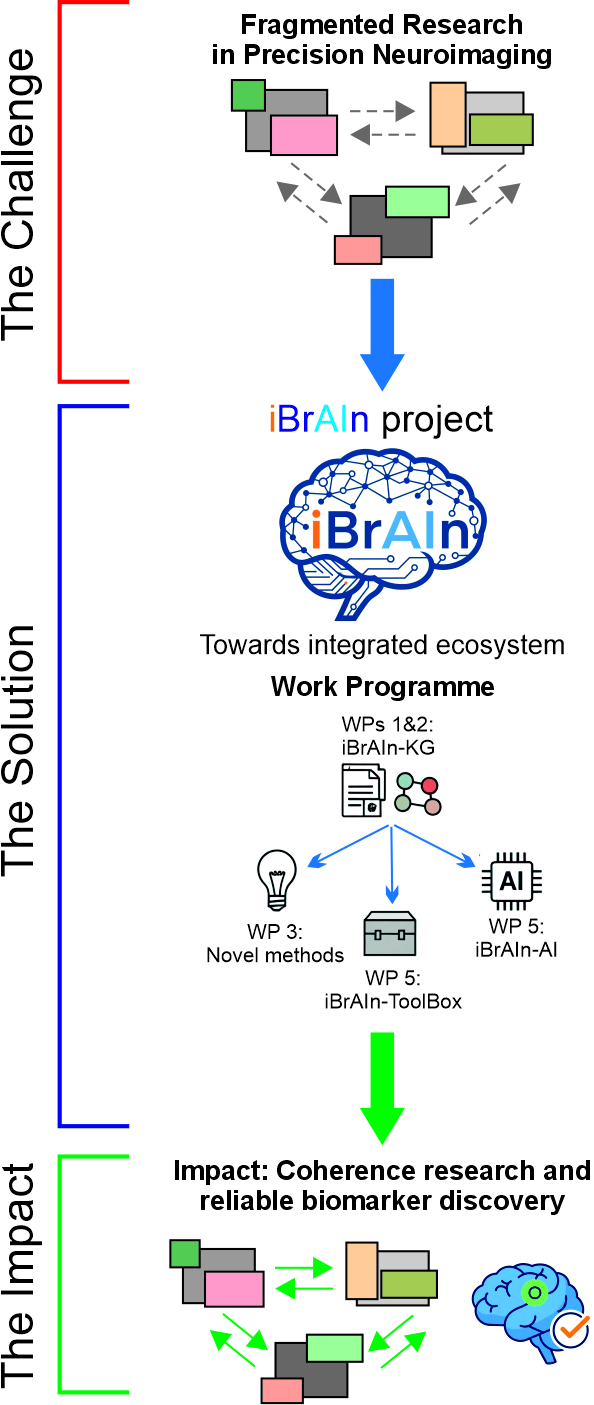 The Challenge
Fragmented Research
in Precision Neuroimaging
The Solution
iBrAIn project
iBrAIn
Towards integrated ecosystem
Work Programme
WPs 1&2:
iBrAIn-KG
WP 3:
Novel methods
WP 5:
iBrAIn-ToolBox
AI
WP 5:
iBrAIn-AI
The Impact
Impact: Coherence research and
reliable biomarker discovery